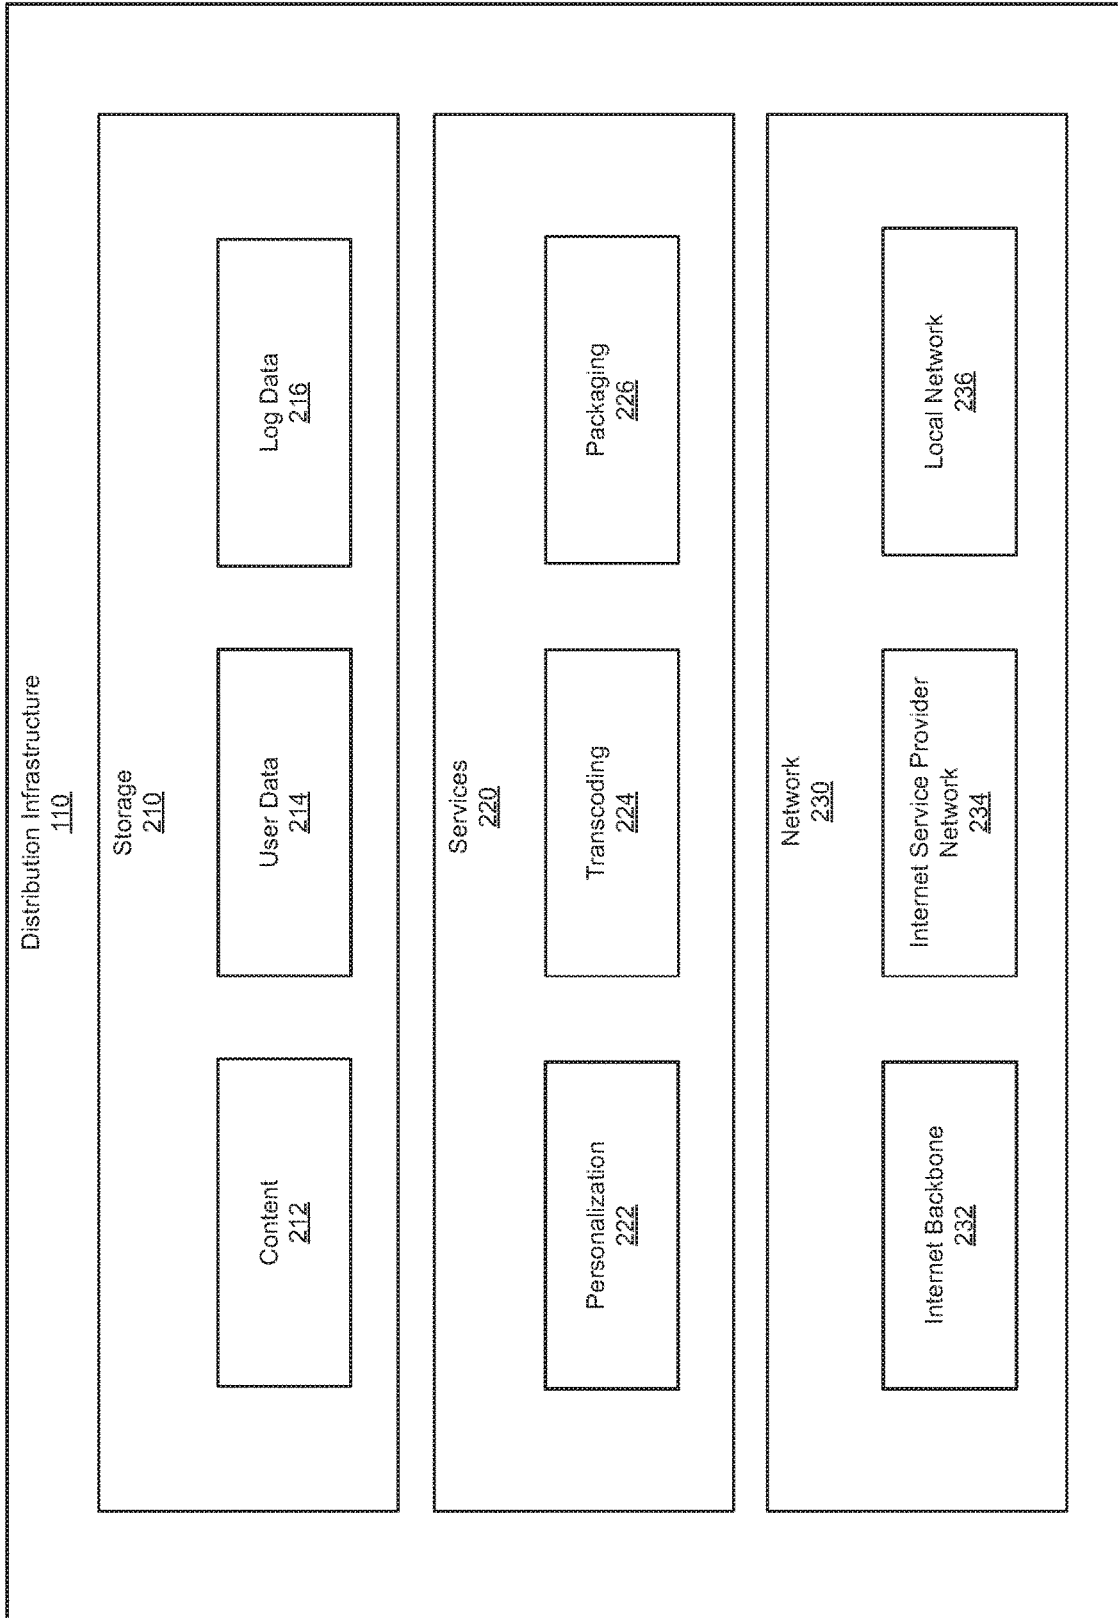 Distribution Infrastructure
110
Storage
210
Content
212
User Data
214
Log Data
216
Services
220
Personalization
222
Transcoding
224
Packaging
226
Network
230
Internet Backbone
232
Internet Service Provider
Network
234
Local Network
236